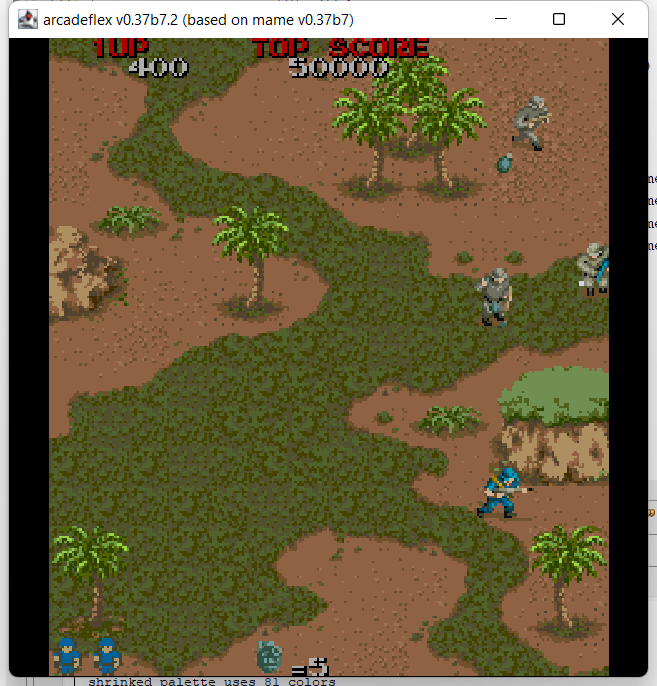 arcadeflex v0.37b7.2 (based on mame v0.37b7)
1UP TOP SCORE
400 50000
=5
shrinked palette uses 81 colors